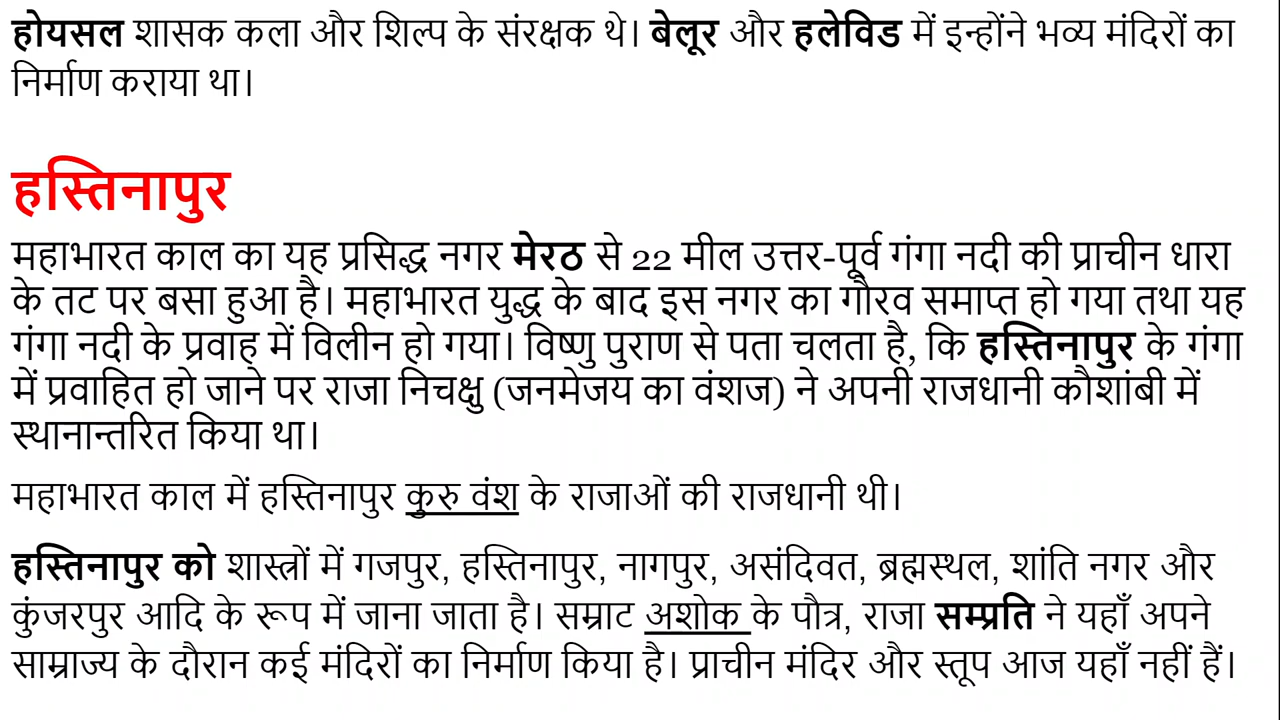 होयसल शासक कला और शिल्प के संरक्षक थे। बेलूर और हलेविड में इन्होंने भव्य मंदिरों का
निर्माण कराया था।
हस्तिनापुर
महाभारत काल का यह प्रसिद्ध नगर मेरठ से 22 मील उत्तर-पूर्व गंगा नदी की प्राचीन धारा
के तट पर बसा हुआ है। महाभारत युद्ध के बाद इस नगर का गौरव समाप्त हो गया तथा यह
गंगा नदी के प्रवाह में विलीन हो गया। विष्णु पुराण से पता चलता है, कि हस्तिनापुर के गंगा
में प्रवाहित हो जाने पर राजा निचक्षु (जनमेजय का वंशज) ने अपनी राजधानी कौशांबी में
स्थानान्तरित किया था।
महाभारत काल में हस्तिनापुर कुरु वंश के राजाओं की राजधानी थी।
हस्तिनापुर को शास्त्रों में गजपुर, हस्तिनापुर, नागपुर, असंदिवत, ब्रह्मस्थल, शांति नगर और
कुंजरपुर आदि के रूप में जाना जाता है। सम्राट अशोक के पौत्र, राजा सम्प्रति ने यहाँ अपने
साम्राज्य के दौरान कई मंदिरों का निर्माण किया है। प्राचीन मंदिर और स्तूप आज यहाँ नहीं हैं।